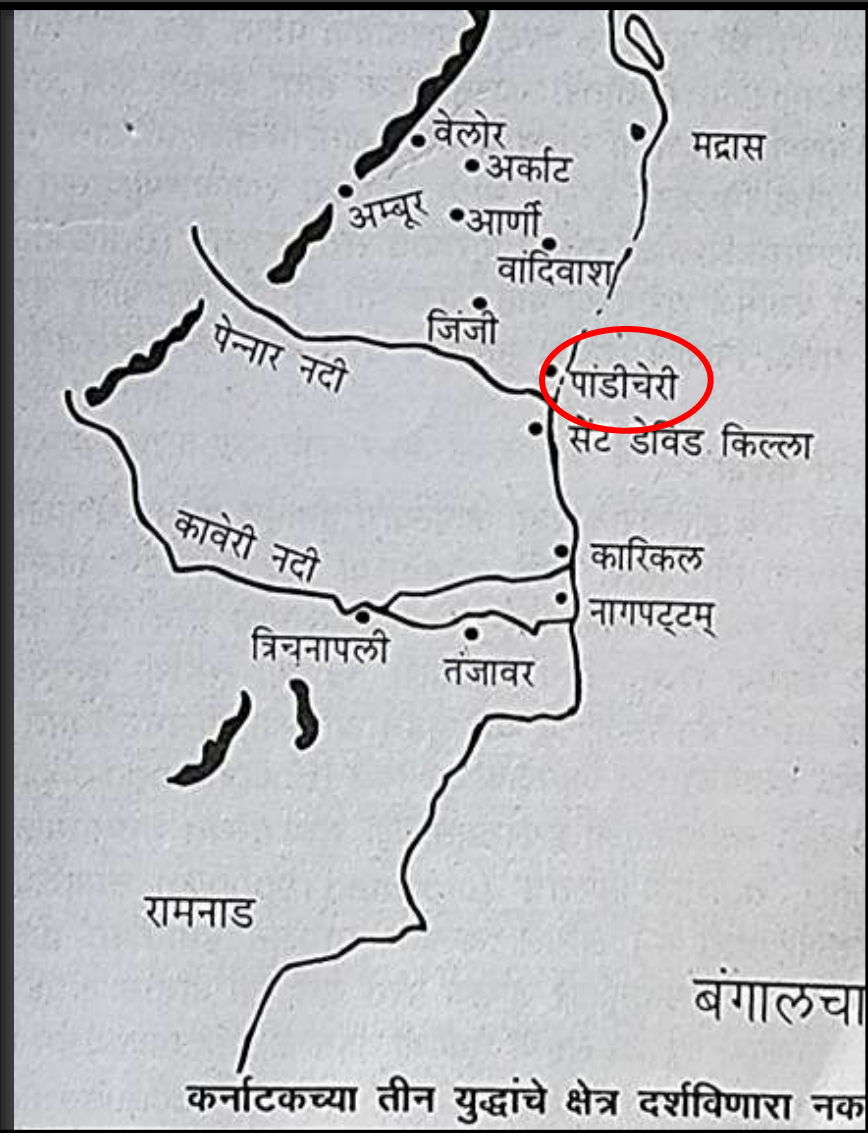 वेलोर
मद्रास
अर्काट
अम्बूर
आर्णी
वांदिवाश
जिंजी
पेन्नार नदी
पांडीचेरी
सेंट डेविड किल्ला
कावेरी नदी
कारिकल
नागपट्टम्
त्रिचनापली
तंजावर
रामनाड
बंगालचा
कर्नाटकच्या तीन युद्धांचे क्षेत्र दर्शविणारा नक